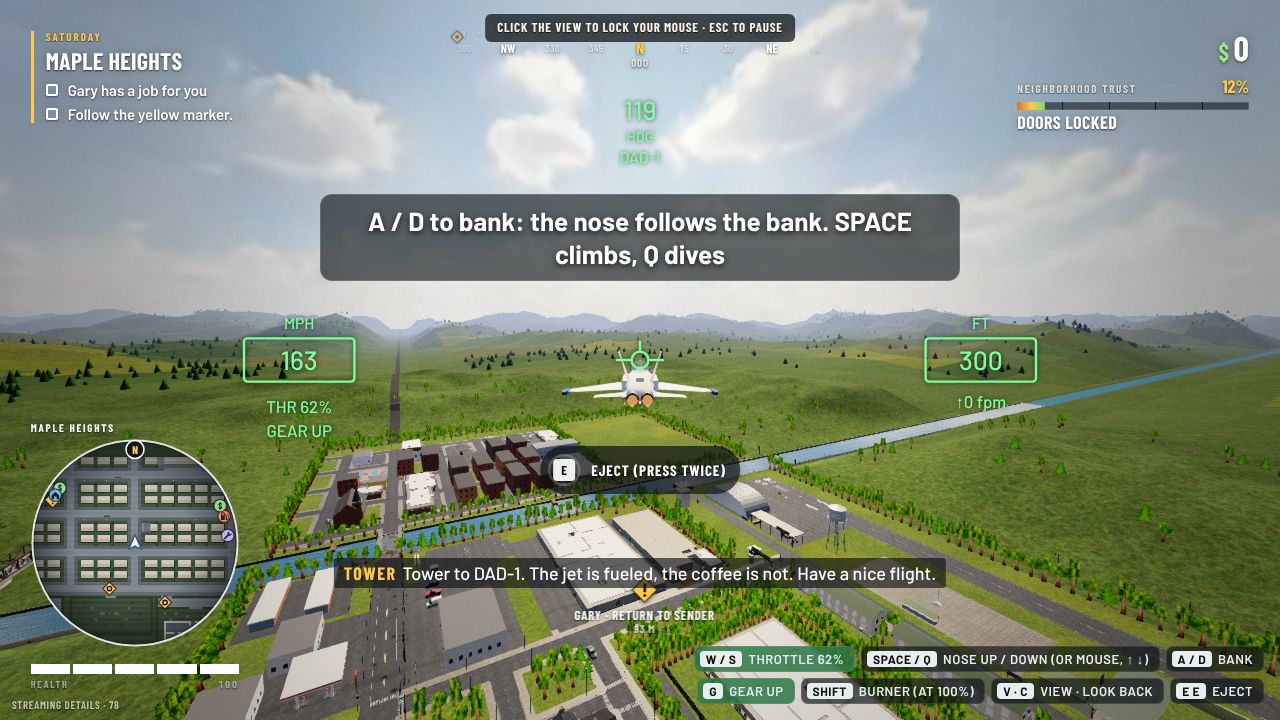 CLICK THE VIEW TO LOCK YOUR MOUSE · ESC TO PAUSE
300 NW 330 345 N 15 30 NE 60
000
SATURDAY
MAPLE HEIGHTS
Gary has a job for you
Follow the yellow marker.
$ 0
NEIGHBORHOOD TRUST 12%
DOORS LOCKED
119
HDG
DAD-1
A / D to bank: the nose follows the bank. SPACE
climbs, Q dives
MPH
163
THR 62%
GEAR UP
FT
300
↑0 fpm
E EJECT (PRESS TWICE)
MAPLE HEIGHTS
N
TOWER Tower to DAD-1. The jet is fueled, the coffee is not. Have a nice flight.
GARY · RETURN TO SENDER
93 M
W / S THROTTLE 62% SPACE / Q NOSE UP / DOWN (OR MOUSE, ↑ ↓) A / D BANK
G GEAR UP SHIFT BURNER (AT 100%) V · C VIEW · LOOK BACK E E EJECT
HEALTH 100
STREAMING DETAILS · 78